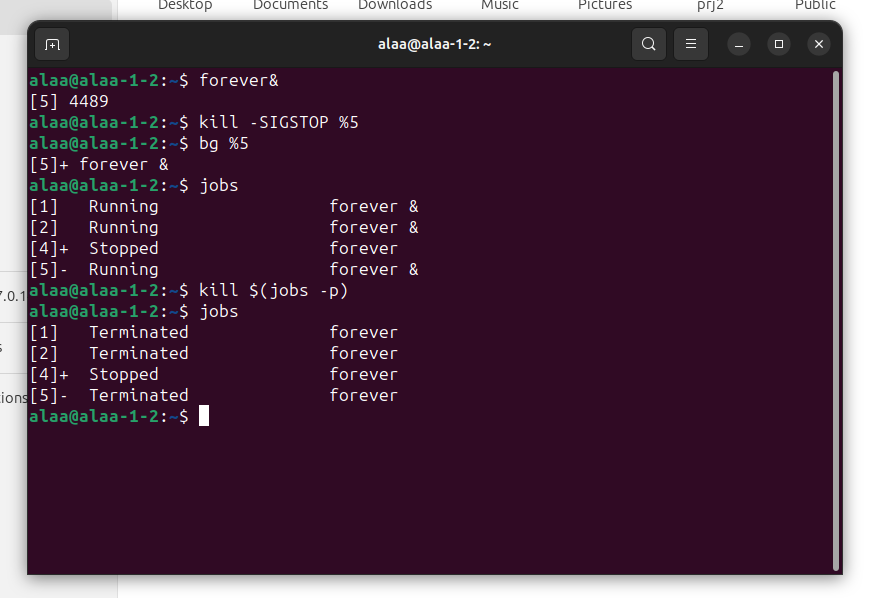 Desktop Documents Downloads Music Pictures prj2 Public
alaa@alaa-1-2: ~
alaa@alaa-1-2:~$ forever&
[5] 4489
alaa@alaa-1-2:~$ kill -SIGSTOP %5
alaa@alaa-1-2:~$ bg %5
[5]+ forever &
alaa@alaa-1-2:~$ jobs
[1]   Running                 forever &
[2]   Running                 forever &
[4]+  Stopped                 forever
[5]-  Running                 forever &
alaa@alaa-1-2:~$ kill $(jobs -p)
alaa@alaa-1-2:~$ jobs
[1]   Terminated              forever
[2]   Terminated              forever
[4]+  Stopped                 forever
[5]-  Terminated              forever
alaa@alaa-1-2:~$